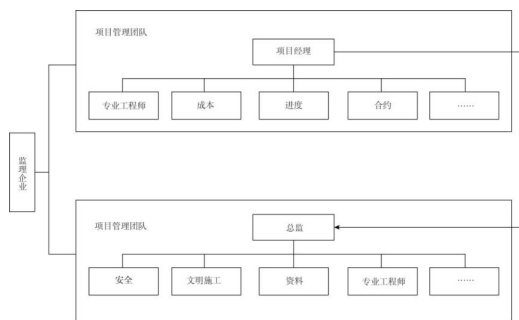 项目管理团队
项目经理
专业工程师
成本
进度
合约
……
监理企业
项目管理团队
总监
安全
文明施工
资料
专业工程师
……